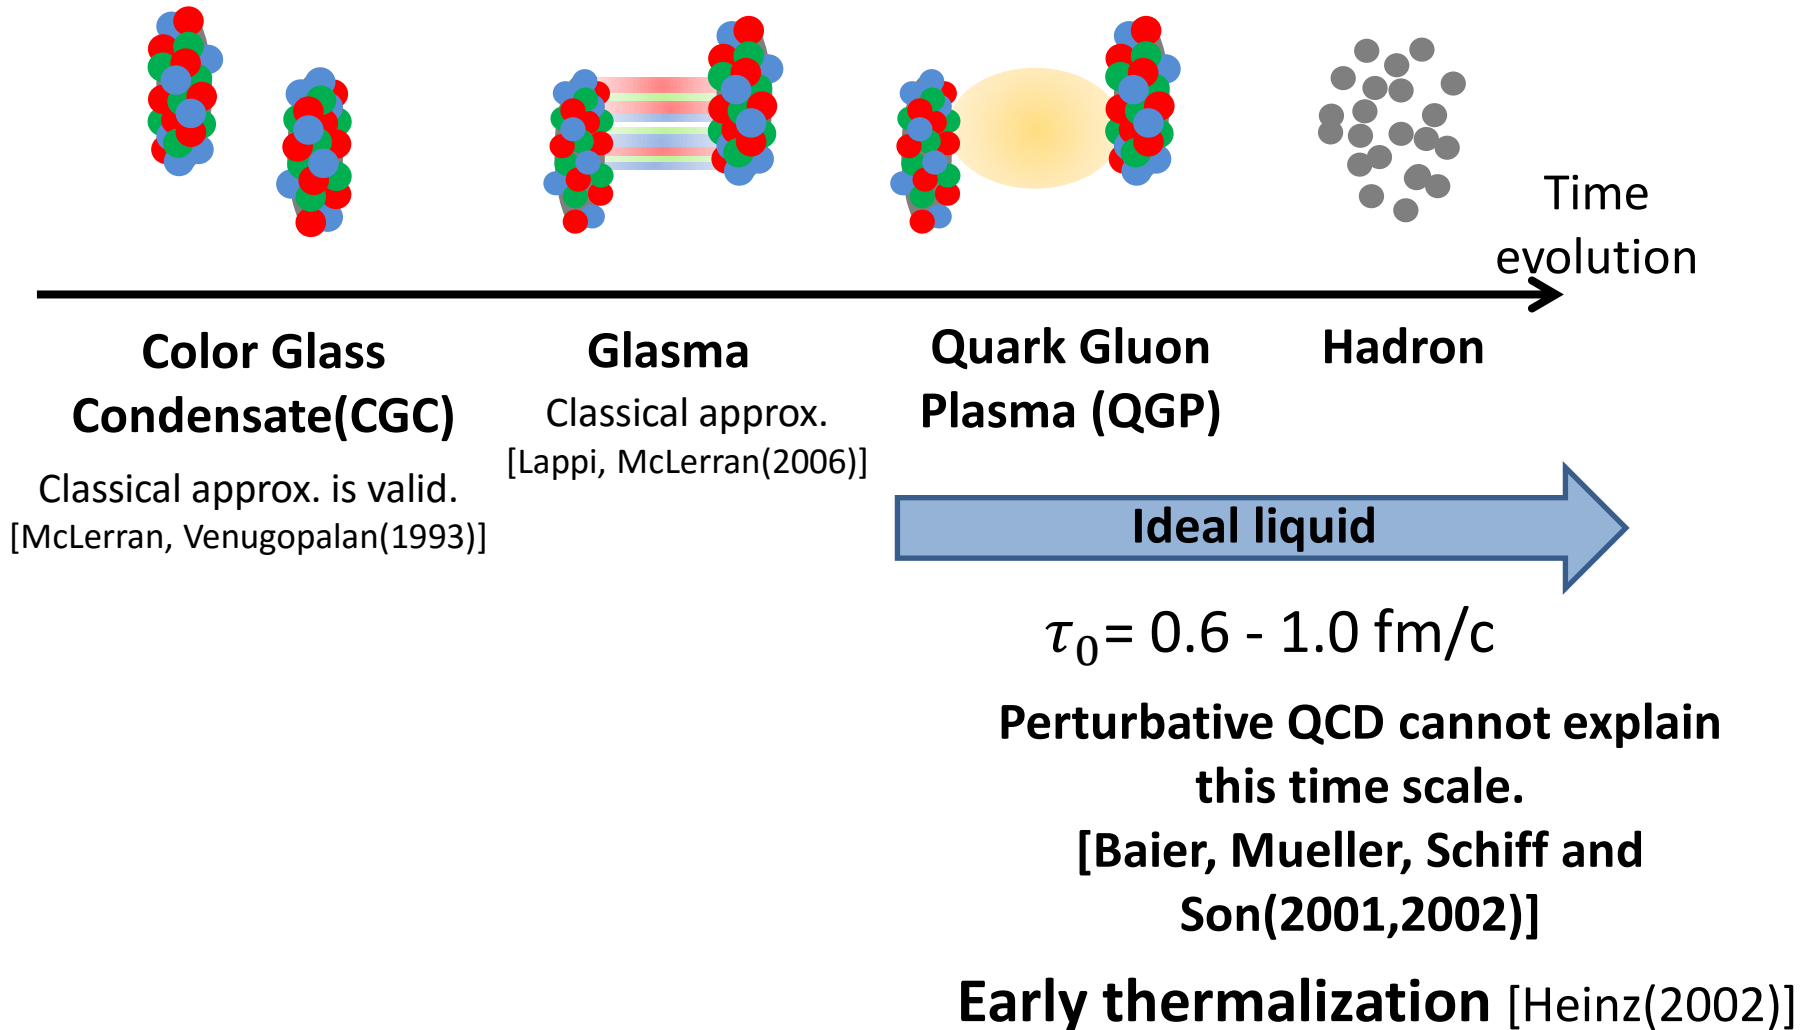 Time
evolution
Color Glass
Condensate(CGC)
Classical approx. is valid.
[McLerran, Venugopalan(1993)]
Glasma
Classical approx.
[Lappi, McLerran(2006)]
Quark Gluon
Plasma (QGP)
Hadron
Ideal liquid
τ₀= 0.6 - 1.0 fm/c
Perturbative QCD cannot explain
this time scale.
[Baier, Mueller, Schiff and
Son(2001,2002)]
Early thermalization [Heinz(2002)]